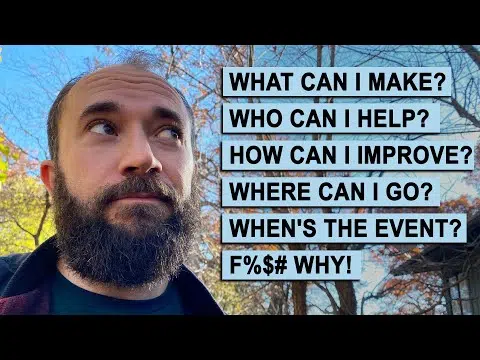 WHAT CAN I MAKE?
WHO CAN I HELP?
HOW CAN I IMPROVE?
WHERE CAN I GO?
WHEN'S THE EVENT?
F%$# WHY!